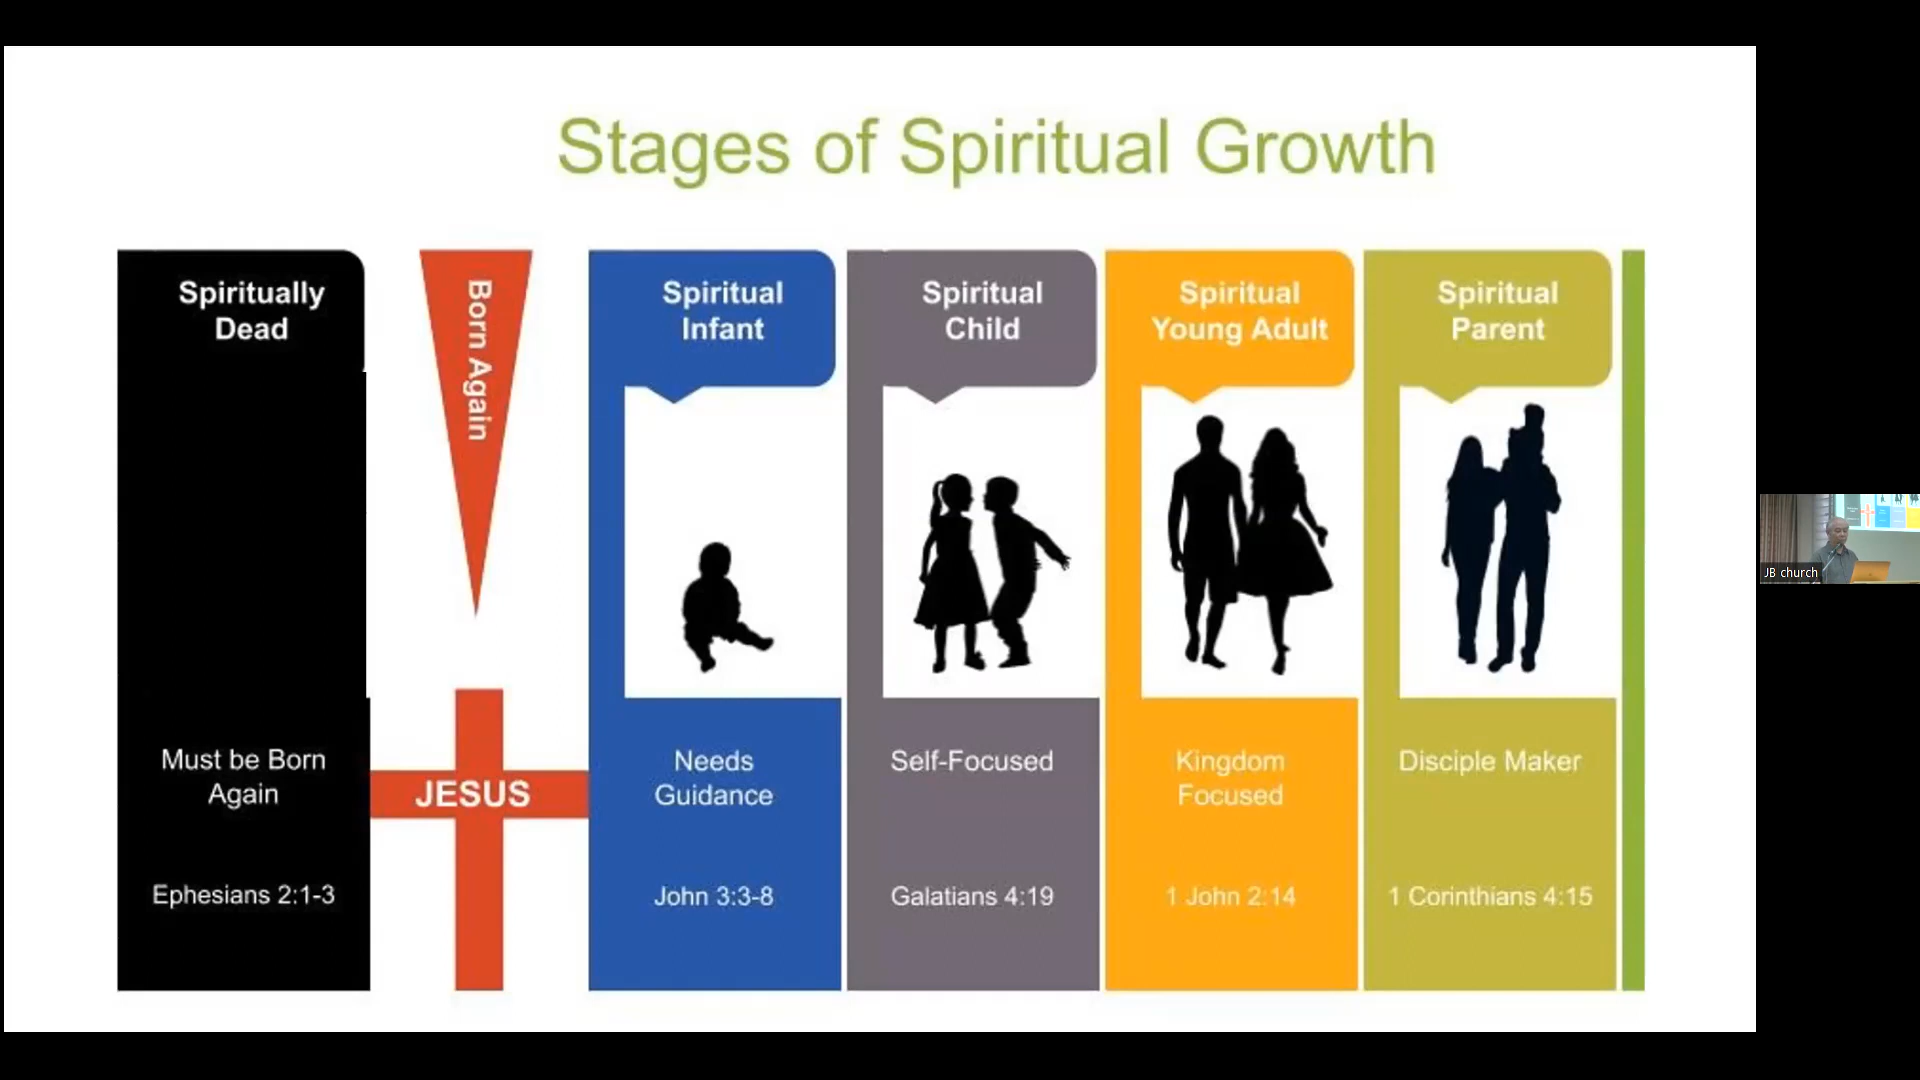 Stages of Spiritual Growth
Spiritually
Dead
Must be Born
Again
Ephesians 2:1-3
Born Again
JESUS
Spiritual
Infant
Needs
Guidance
John 3:3-8
Spiritual
Child
Self-Focused
Galatians 4:19
Spiritual
Young Adult
Kingdom
Focused
1 John 2:14
Spiritual
Parent
Disciple Maker
1 Corinthians 4:15
JB church